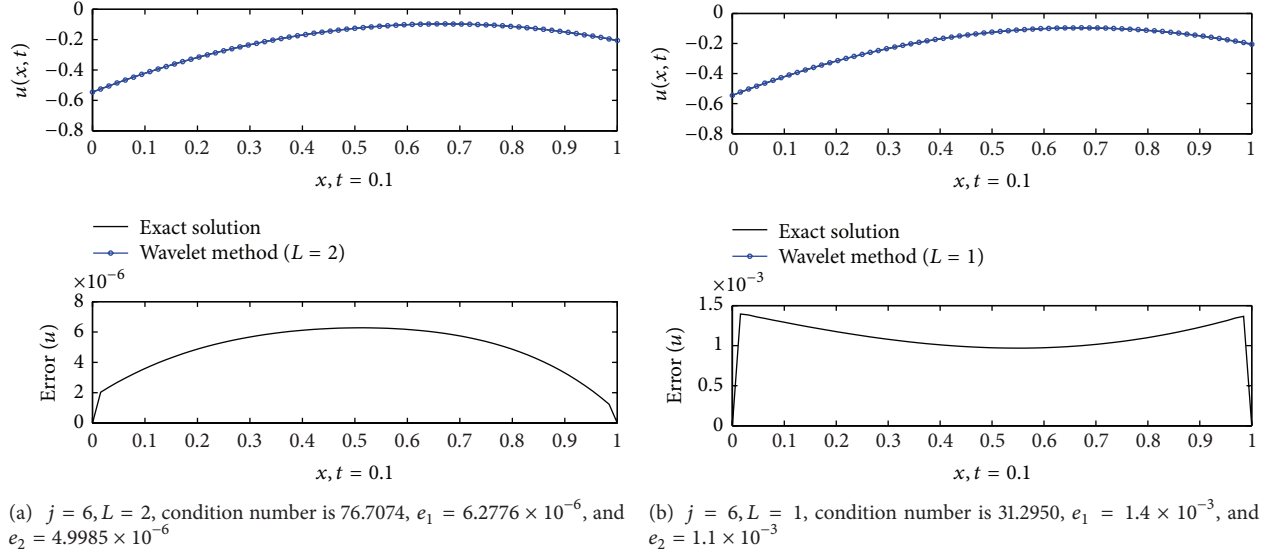 0
−0.2
−0.4
−0.6
−0.8
u(x, t)
0 0.1 0.2 0.3 0.4 0.5 0.6 0.7 0.8 0.9 1
x, t = 0.1
Exact solution
Wavelet method (L = 2)
×10⁻⁶
8
6
4
2
0
Error (u)
0 0.1 0.2 0.3 0.4 0.5 0.6 0.7 0.8 0.9 1
x, t = 0.1
(a) j = 6, L = 2, condition number is 76.7074, e₁ = 6.2776 × 10⁻⁶, and
e₂ = 4.9985 × 10⁻⁶
0
−0.2
−0.4
−0.6
−0.8
u(x, t)
0 0.1 0.2 0.3 0.4 0.5 0.6 0.7 0.8 0.9 1
x, t = 0.1
Exact solution
Wavelet method (L = 1)
×10⁻³
1.5
1
0.5
0
Error (u)
0 0.1 0.2 0.3 0.4 0.5 0.6 0.7 0.8 0.9 1
x, t = 0.1
(b) j = 6, L = 1, condition number is 31.2950, e₁ = 1.4 × 10⁻³, and
e₂ = 1.1 × 10⁻³